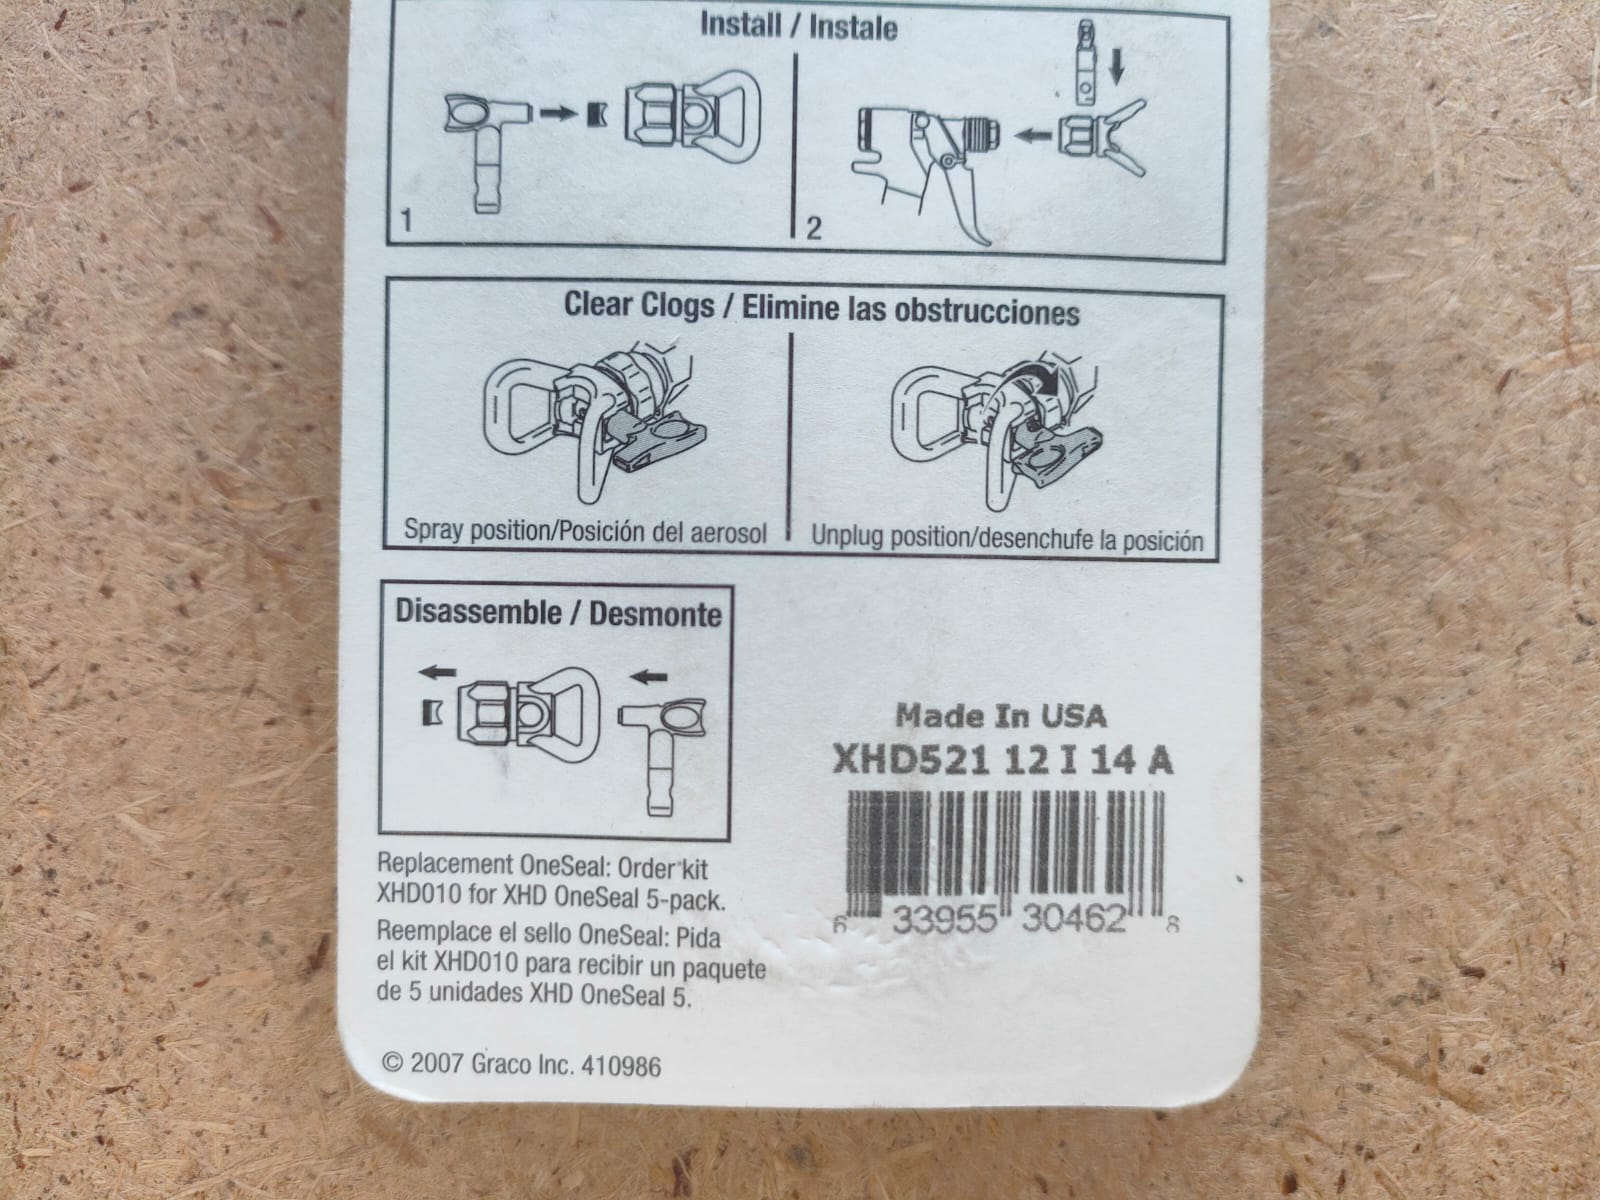 Install / Instale
1
2
Clear Clogs / Elimine las obstrucciones
Spray position/Posición del aerosol
Unplug position/desenchufe la posición
Disassemble / Desmonte
Made In USA
XHD521 12 I 14 A
6 33955 30462 8
Replacement OneSeal: Order kit
XHD010 for XHD OneSeal 5-pack.
Reemplace el sello OneSeal: Pida
el kit XHD010 para recibir un paquete
de 5 unidades XHD OneSeal 5.
© 2007 Graco Inc. 410986